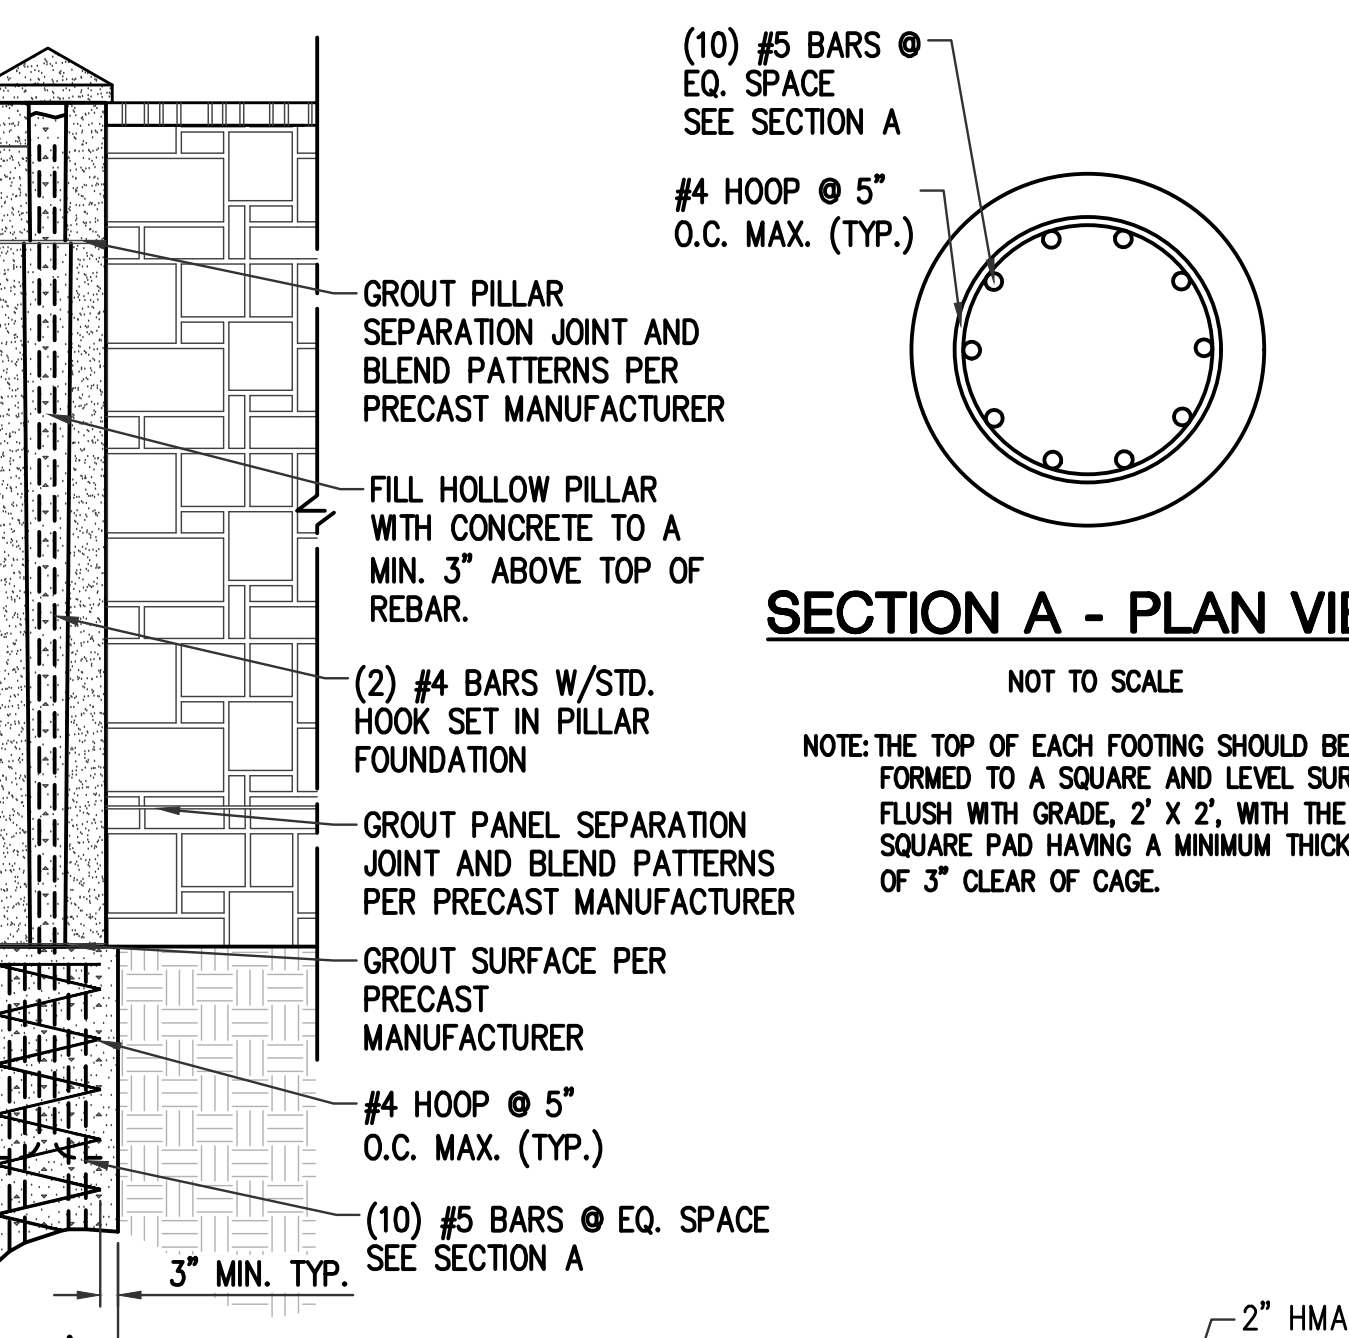 (10) #5 BARS @
EQ. SPACE
SEE SECTION A
#4 HOOP @ 5”
O.C. MAX. (TYP.)
GROUT PILLAR
SEPARATION JOINT AND
BLEND PATTERNS PER
PRECAST MANUFACTURER
FILL HOLLOW PILLAR
WITH CONCRETE TO A
MIN. 3” ABOVE TOP OF
REBAR.
(2) #4 BARS W/STD.
HOOK SET IN PILLAR
FOUNDATION
GROUT PANEL SEPARATION
JOINT AND BLEND PATTERNS
PER PRECAST MANUFACTURER
GROUT SURFACE PER
PRECAST
MANUFACTURER
#4 HOOP @ 5”
O.C. MAX. (TYP.)
(10) #5 BARS @ EQ. SPACE
SEE SECTION A
3” MIN. TYP.
SECTION A - PLAN
NOT TO SCALE
NOTE: THE TOP OF EACH FOOTING SHOULD BE
FORMED TO A SQUARE AND LEVEL
FLUSH WITH GRADE, 2’ X 2’, WITH THE
SQUARE PAD HAVING A MINIMUM
OF 3” CLEAR OF CAGE.
2” HMA